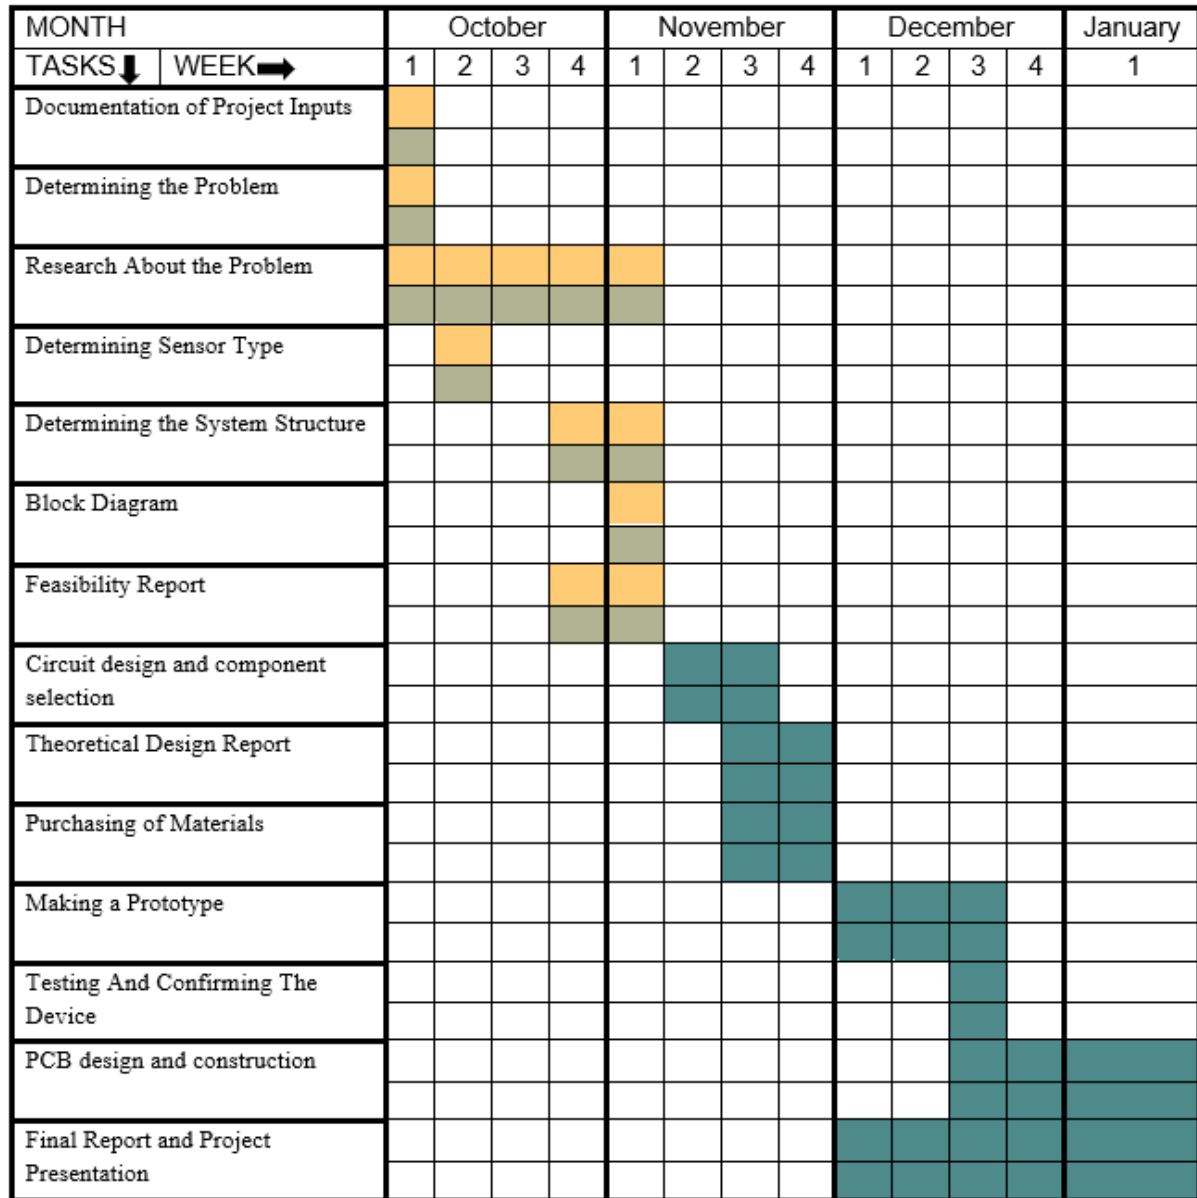 MONTH October November December January
TASKS WEEK 1 2 3 4 1 2 3 4 1 2 3 4 1
Documentation of Project Inputs
Determining the Problem
Research About the Problem
Determining Sensor Type
Determining the System Structure
Block Diagram
Feasibility Report
Circuit design and component
selection
Theoretical Design Report
Purchasing of Materials
Making a Prototype
Testing And Confirming The
Device
PCB design and construction
Final Report and Project
Presentation